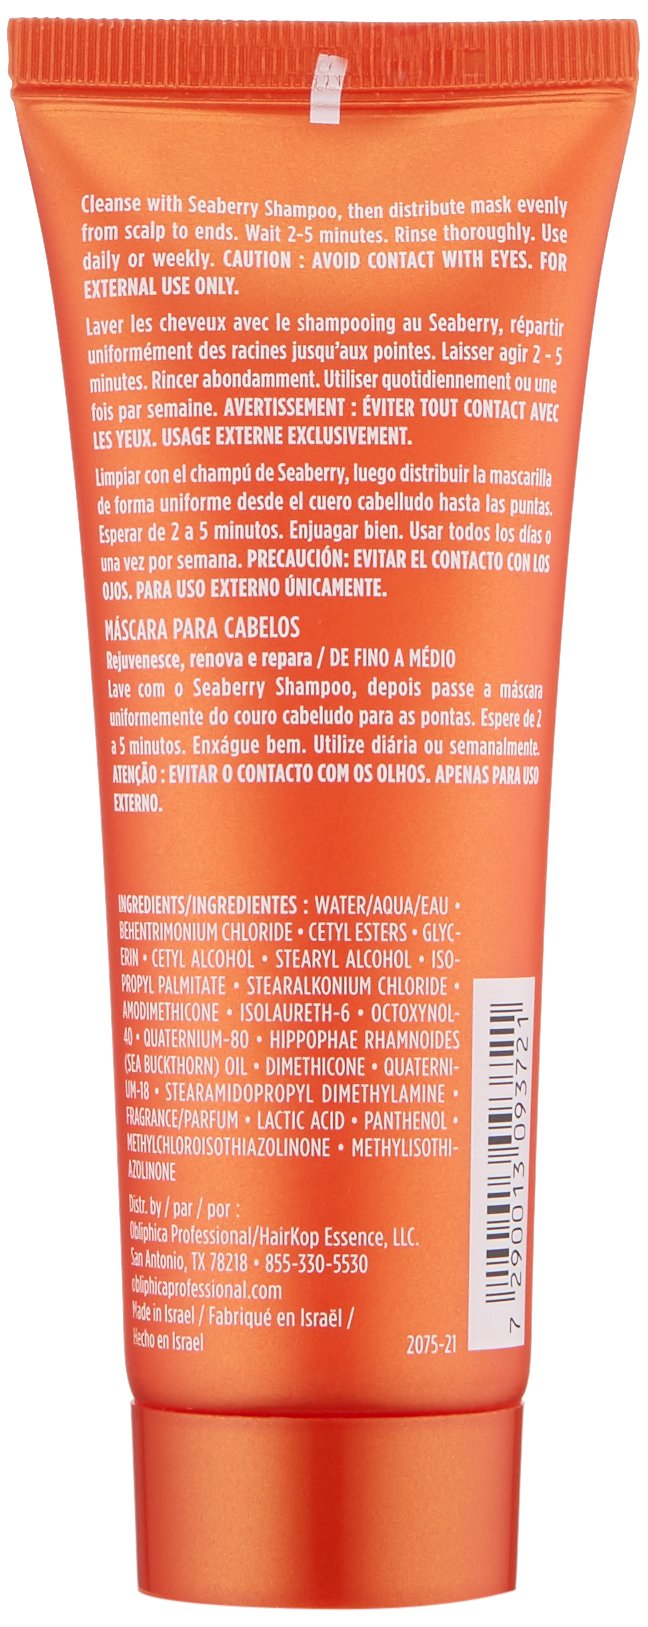 Cleanse with Seaberry Shampoo, then distribute mask evenly
from scalp to ends. Wait 2-5 minutes. Rinse thoroughly. Use
daily or weekly. CAUTION : AVOID CONTACT WITH EYES. FOR
EXTERNAL USE ONLY.
Laver les cheveux avec le shampooing au Seaberry, répartir
uniformément des racines jusqu'aux pointes. Laisser agir 2 - 5
minutes. Rincer abondamment. Utiliser quotidiennement ou une
fois par semaine. AVERTISSEMENT : ÉVITER TOUT CONTACT AVEC
LES YEUX. USAGE EXTERNE EXCLUSIVEMENT.
Limpiar con el champú de Seaberry, luego distribuir la mascarilla
de forma uniforme desde el cuero cabelludo hasta las puntas.
Esperar de 2 a 5 minutos. Enjuagar bien. Usar todos los días o
una vez por semana. PRECAUCIÓN: EVITAR EL CONTACTO CON LOS
OJOS. PARA USO EXTERNO ÚNICAMENTE.
MÁSCARA PARA CABELOS
Rejuvenesce, renova e repara / DE FINO A MÉDIO
Lave com o Seaberry Shampoo, depois passe a máscara
uniformemente do couro cabeludo para as pontas. Espere de 2
a 5 minutos. Enxágue bem. Utilize diária ou semanalmente.
ATENÇÃO : EVITAR O CONTACTO COM OS OLHOS. APENAS PARA USO
EXTERNO.
INGREDIENTS/INGREDIENTES : WATER/AQUA/EAU •
BEHENTRIMONIUM CHLORIDE • CETYL ESTERS • GLYC-
ERIN • CETYL ALCOHOL • STEARYL ALCOHOL • ISO-
PROPYL PALMITATE • STEARALKONIUM CHLORIDE •
AMODIMETHICONE • ISOLAURETH-6 • OCTOXYNOL-
40 • QUATERNIUM-80 • HIPPOPHAE RHAMNOIDES
(SEA BUCKTHORN) OIL • DIMETHICONE • QUATERNI-
UM-18 • STEARAMIDOPROPYL DIMETHYLAMINE •
FRAGRANCE/PARFUM • LACTIC ACID • PANTHENOL •
METHYLCHLOROISOTHIAZOLINONE • METHYLISOTHI-
AZOLINONE
Distr. by / par / por :
Obliphica Professional/HairKop Essence, LLC.
San Antonio, TX 78218 • 855-330-5530
obliphicaprofessional.com
Made in Israel / Fabriqué en Israël /
Hecho en Israel
2075-21
7 290013 093721